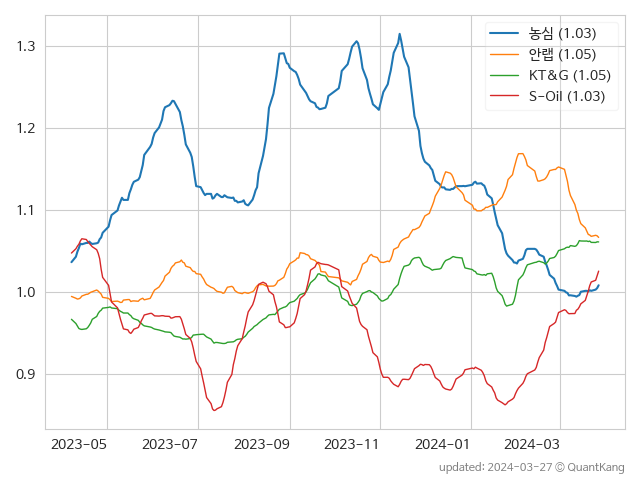 농심 (1.03)
안랩 (1.05)
KT&G (1.05)
S-Oil (1.03)
1.3
1.2
1.1
1.0
0.9
2023-05 2023-07 2023-09 2023-11 2024-01 2024-03
updated: 2024-03-27 © QuantKang